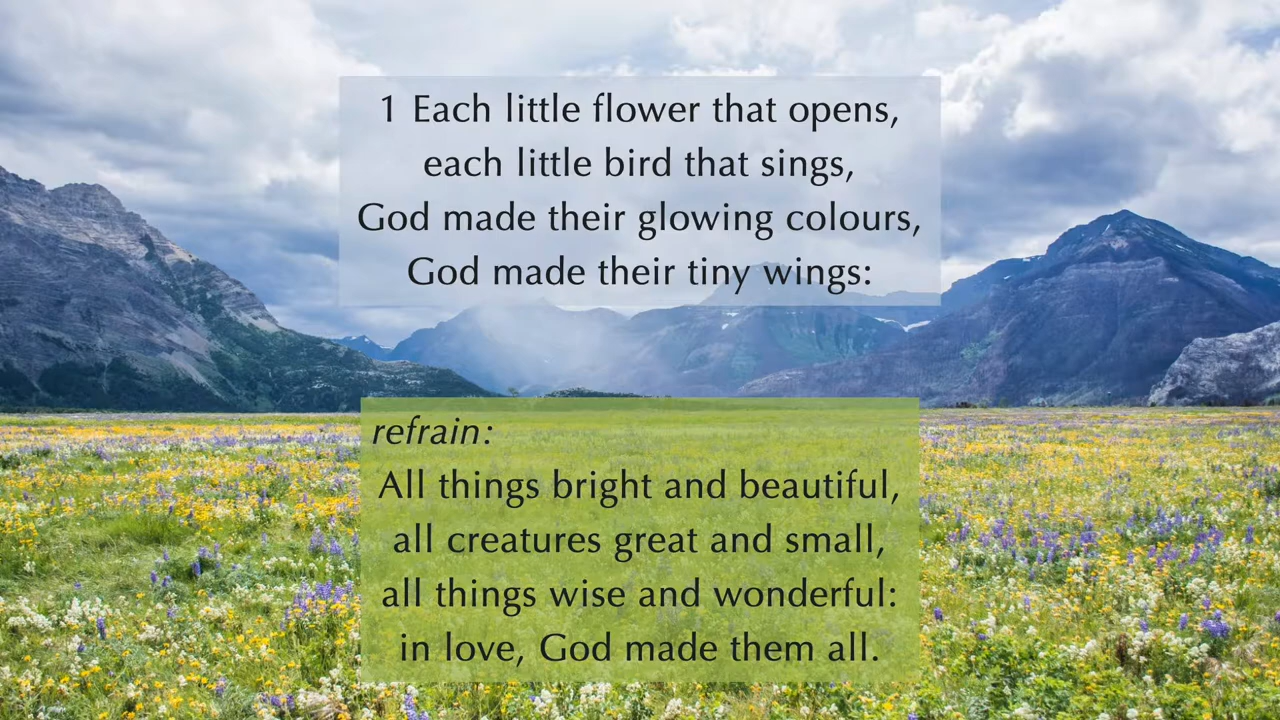 1 Each little flower that opens,
each little bird that sings,
God made their glowing colours,
God made their tiny wings:
refrain:
All things bright and beautiful,
all creatures great and small,
all things wise and wonderful:
in love, God made them all.